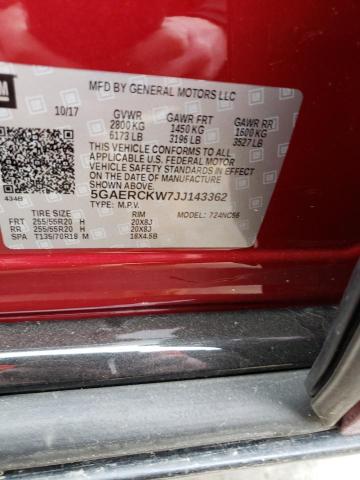 GM
MFD BY GENERAL MOTORS LLC
10/17 GVWR GAWR FRT GAWR RR
2800 KG 1450 KG 1600 KG
6173 LB 3196 LB 3527 LB
THIS VEHICLE CONFORMS TO ALL
APPLICABLE U.S. FEDERAL MOTOR
VEHICLE SAFETY
STANDARDS IN EFFECT ON THE
DATE OF MANUFACTURE
SHOWN ABOVE.
434B 5GAERCKW7JJ143362
TYPE: M.P.V. MODEL: 724NC56
TIRE SIZE RIM
FRT 255/55R20 H 20X8J
RR 255/55R20 H 20X8J
SPA T135/70R18 M 18X4.5B